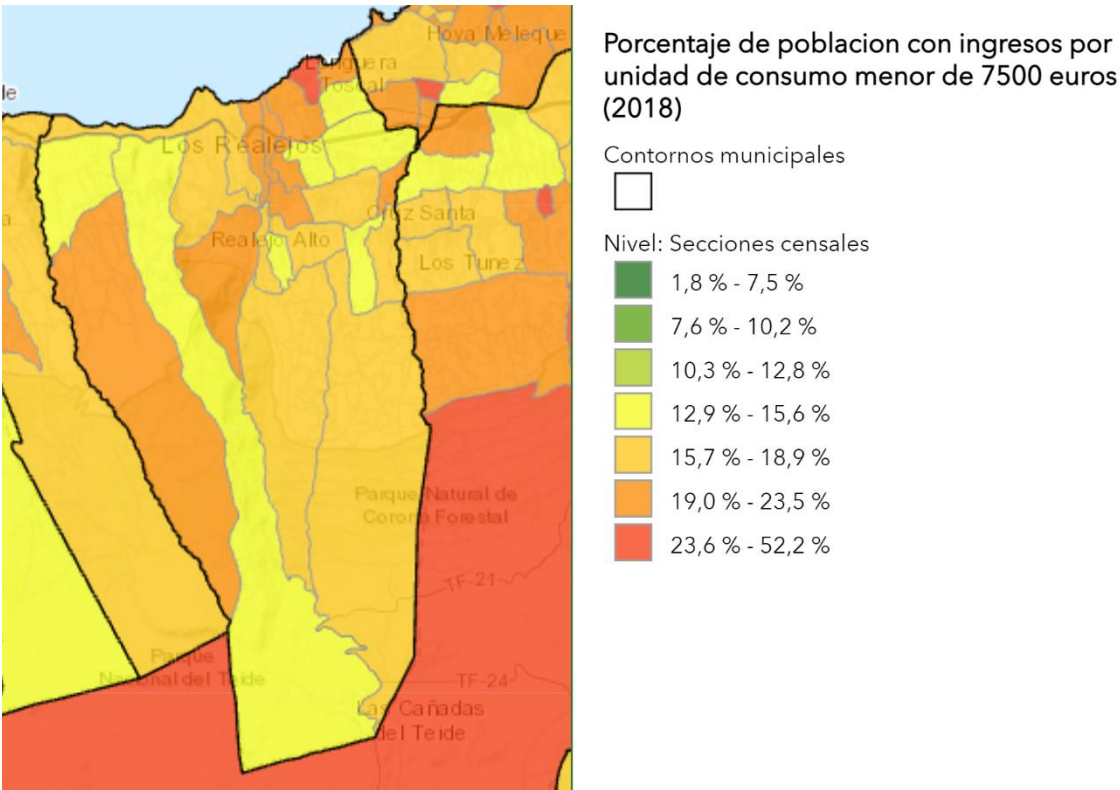 Hoya Meleque
Longuera
Toscal
de
Los Realejos
a
Cruz Santa
Realejo Alto
Los Tunez
Parque Natural de
Corona Forestal
TF-21
Parque
Nacional del Teide
TF-24
Las Cañadas
del Teide
Porcentaje de poblacion con ingresos por
unidad de consumo menor de 7500 euros
(2018)
Contornos municipales
Nivel: Secciones censales
1,8 % - 7,5 %
7,6 % - 10,2 %
10,3 % - 12,8 %
12,9 % - 15,6 %
15,7 % - 18,9 %
19,0 % - 23,5 %
23,6 % - 52,2 %